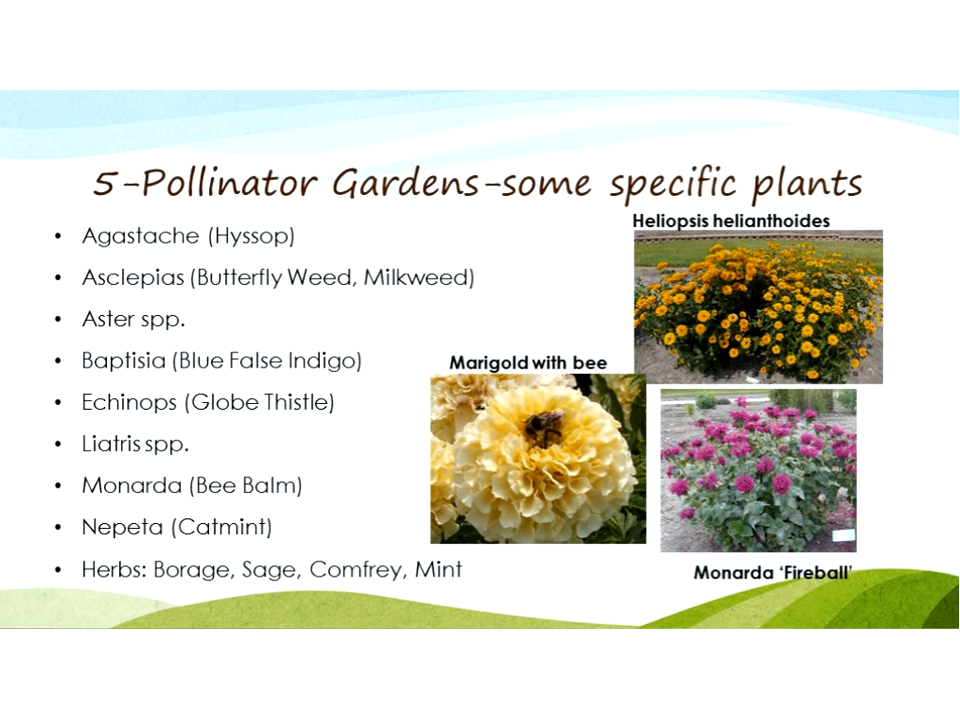 5-Pollinator Gardens-some specific plants
• Agastache (Hyssop)
• Asclepias (Butterfly Weed, Milkweed)
• Aster spp.
• Baptisia (Blue False Indigo)
• Echinops (Globe Thistle)
• Liatris spp.
• Monarda (Bee Balm)
• Nepeta (Catmint)
• Herbs: Borage, Sage, Comfrey, Mint
Heliopsis helianthoides
Marigold with bee
Monarda ‘Fireball’